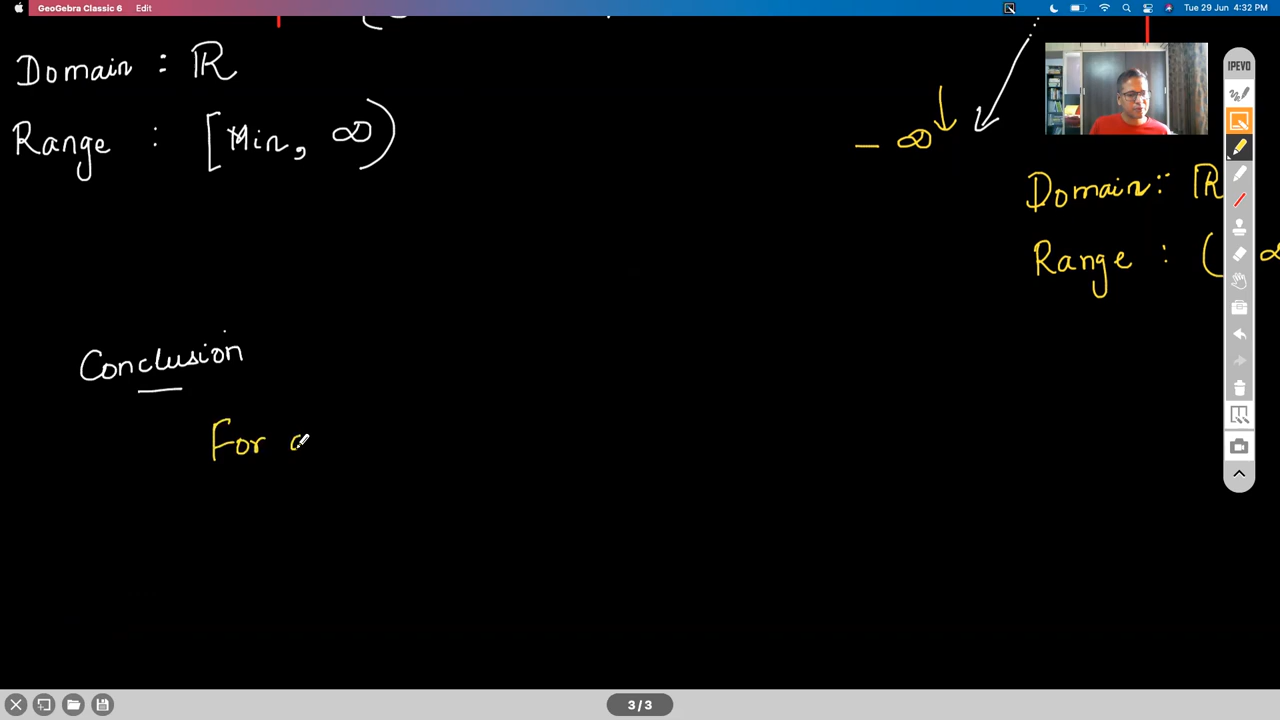 GeoGebra Classic 6 Edit
Tue 29 Jun 4:32 PM
IPEVO
Domain : ℝ
Range : [Min, ∞)
- ∞
Domain : ℝ
Range : ( ∞
Conclusion
For a
3 / 3